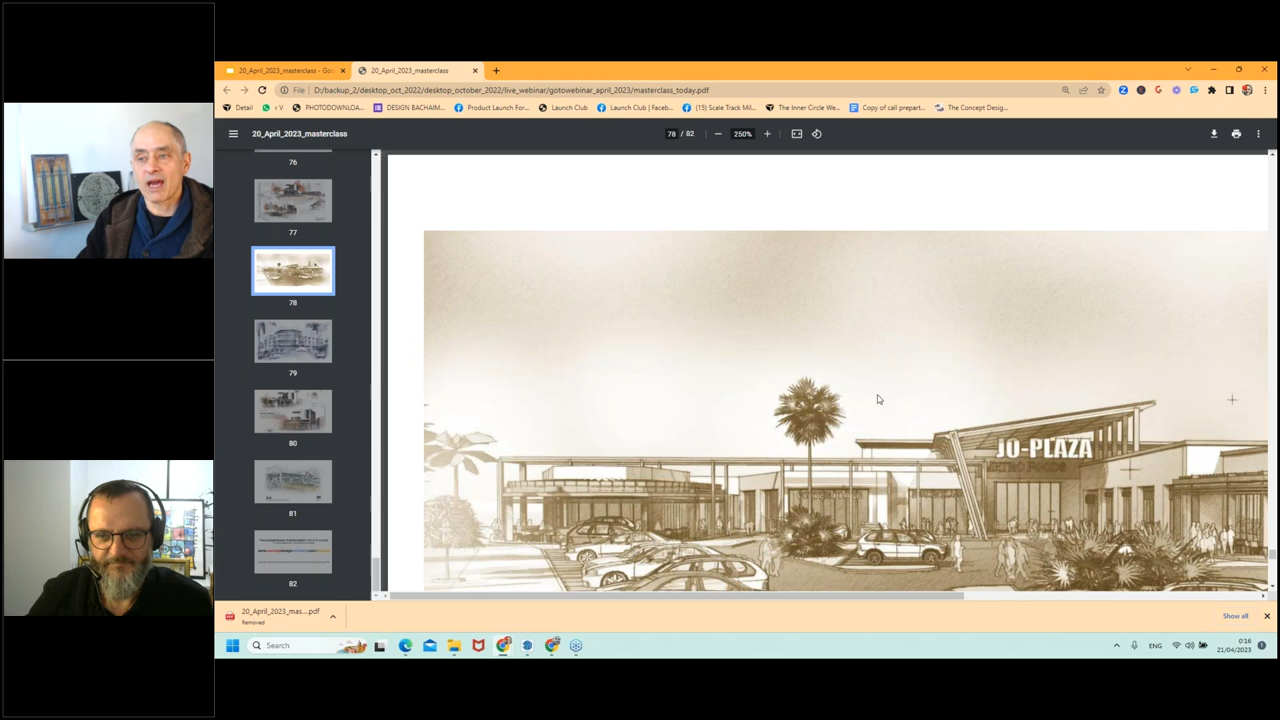 20_April_2023_masterclass - Go
20_April_2023_masterclass
File
D:/backup_2/desktop_oct_2022/desktop_october_2022/live_webinar/gotowebinar_april_2023/masterclass_today.pdf
Detail
r V
PHOTODOWNLOA...
DESIGN BACHAIM...
Product Launch For...
Launch Club
Launch Club | Faceb...
(15) Scale Track Mil...
The Inner Circle We...
Copy of call prepart...
The Concept Desig...
20_April_2023_masterclass
78 / 82
250%
76
77
78
79
80
81
82
JO-PLAZA
20_April_2023_mas....pdf
Removed
Show all
Search
ENG
0:16
21/04/2023